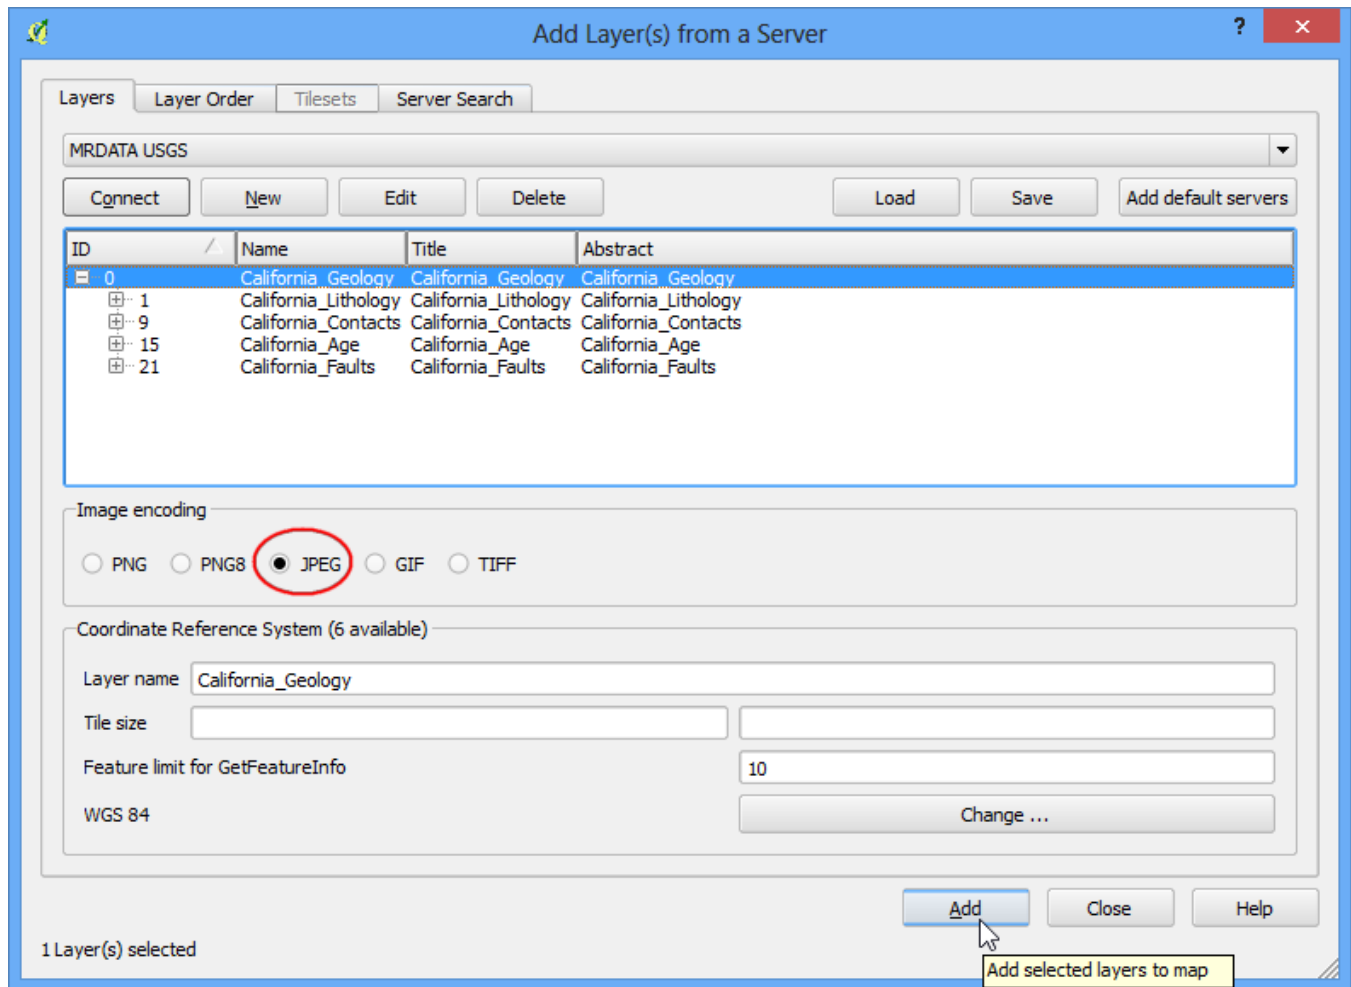 Add Layer(s) from a Server
?
Layers Layer Order Tilesets Server Search
MRDATA USGS
Connect New Edit Delete Load Save Add default servers
ID Name Title Abstract
0 California_Geology California_Geology California_Geology
1 California_Lithology California_Lithology California_Lithology
9 California_Contacts California_Contacts California_Contacts
15 California_Age California_Age California_Age
21 California_Faults California_Faults California_Faults
Image encoding
PNG PNG8 JPEG GIF TIFF
Coordinate Reference System (6 available)
Layer name California_Geology
Tile size
Feature limit for GetFeatureInfo 10
WGS 84 Change ...
Add Close Help
1 Layer(s) selected
Add selected layers to map